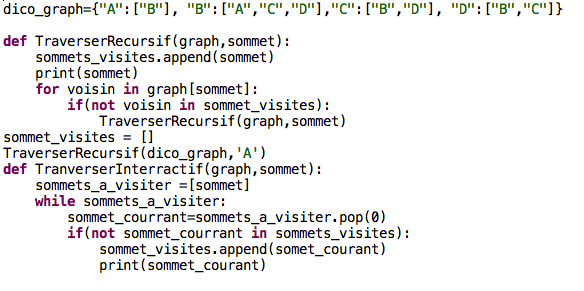 dico_graph={"A":["B"], "B":["A","C","D"],"C":["B","D"], "D":["B","C"]}
def TraverserRecursif(graph,sommet):
    sommets_visites.append(sommet)
    print(sommet)
    for voisin in graph[sommet]:
        if(not voisin in sommet_visites):
            TraverserRecursif(graph,sommet)
sommet_visites = []
TraverserRecursif(dico_graph,'A')
def TranverserInterractif(graph,sommet):
    sommets_a_visiter =[sommet]
    while sommets_a_visiter:
        sommet_courrant=sommets_a_visiter.pop(0)
        if(not sommet_courrant in sommets_visites):
            sommet_visites.append(somet_courant)
            print(sommet_courant)